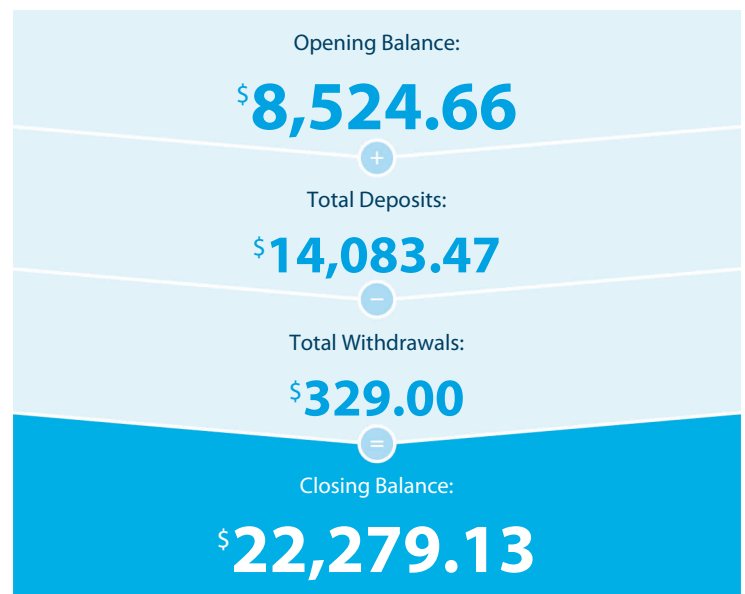 Opening Balance:
$8,524.66
+
Total Deposits:
$14,083.47
−
Total Withdrawals:
$329.00
=
Closing Balance:
$22,279.13